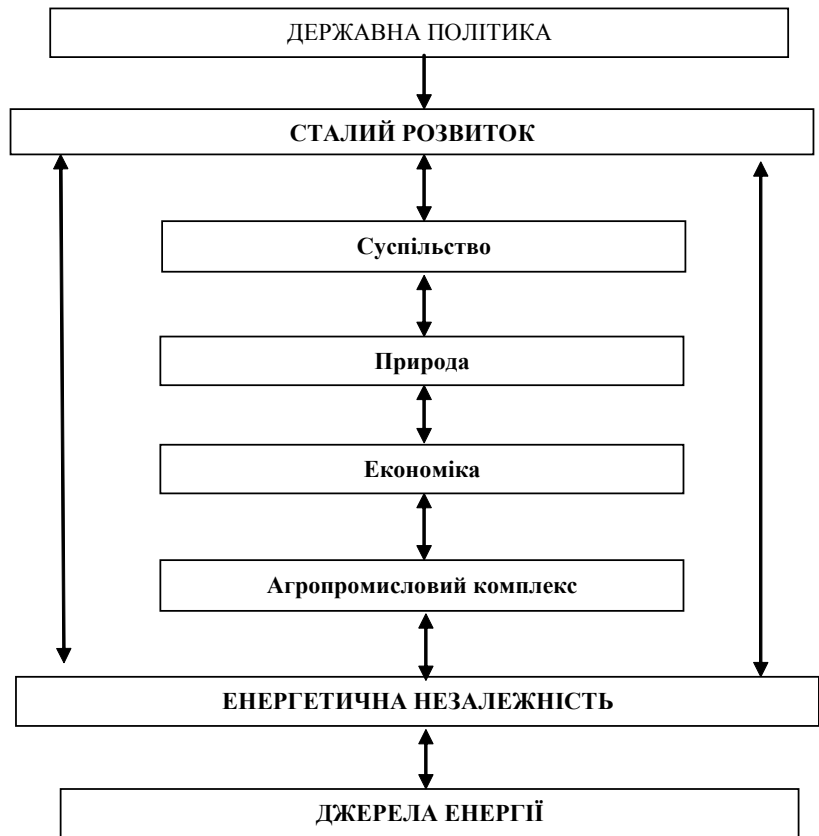 ДЕРЖАВНА ПОЛІТИКА
СТАЛИЙ РОЗВИТОК
Суспільство
Природа
Економіка
Агропромисловий комплекс
ЕНЕРГЕТИЧНА НЕЗАЛЕЖНІСТЬ
ДЖЕРЕЛА ЕНЕРГІЇ